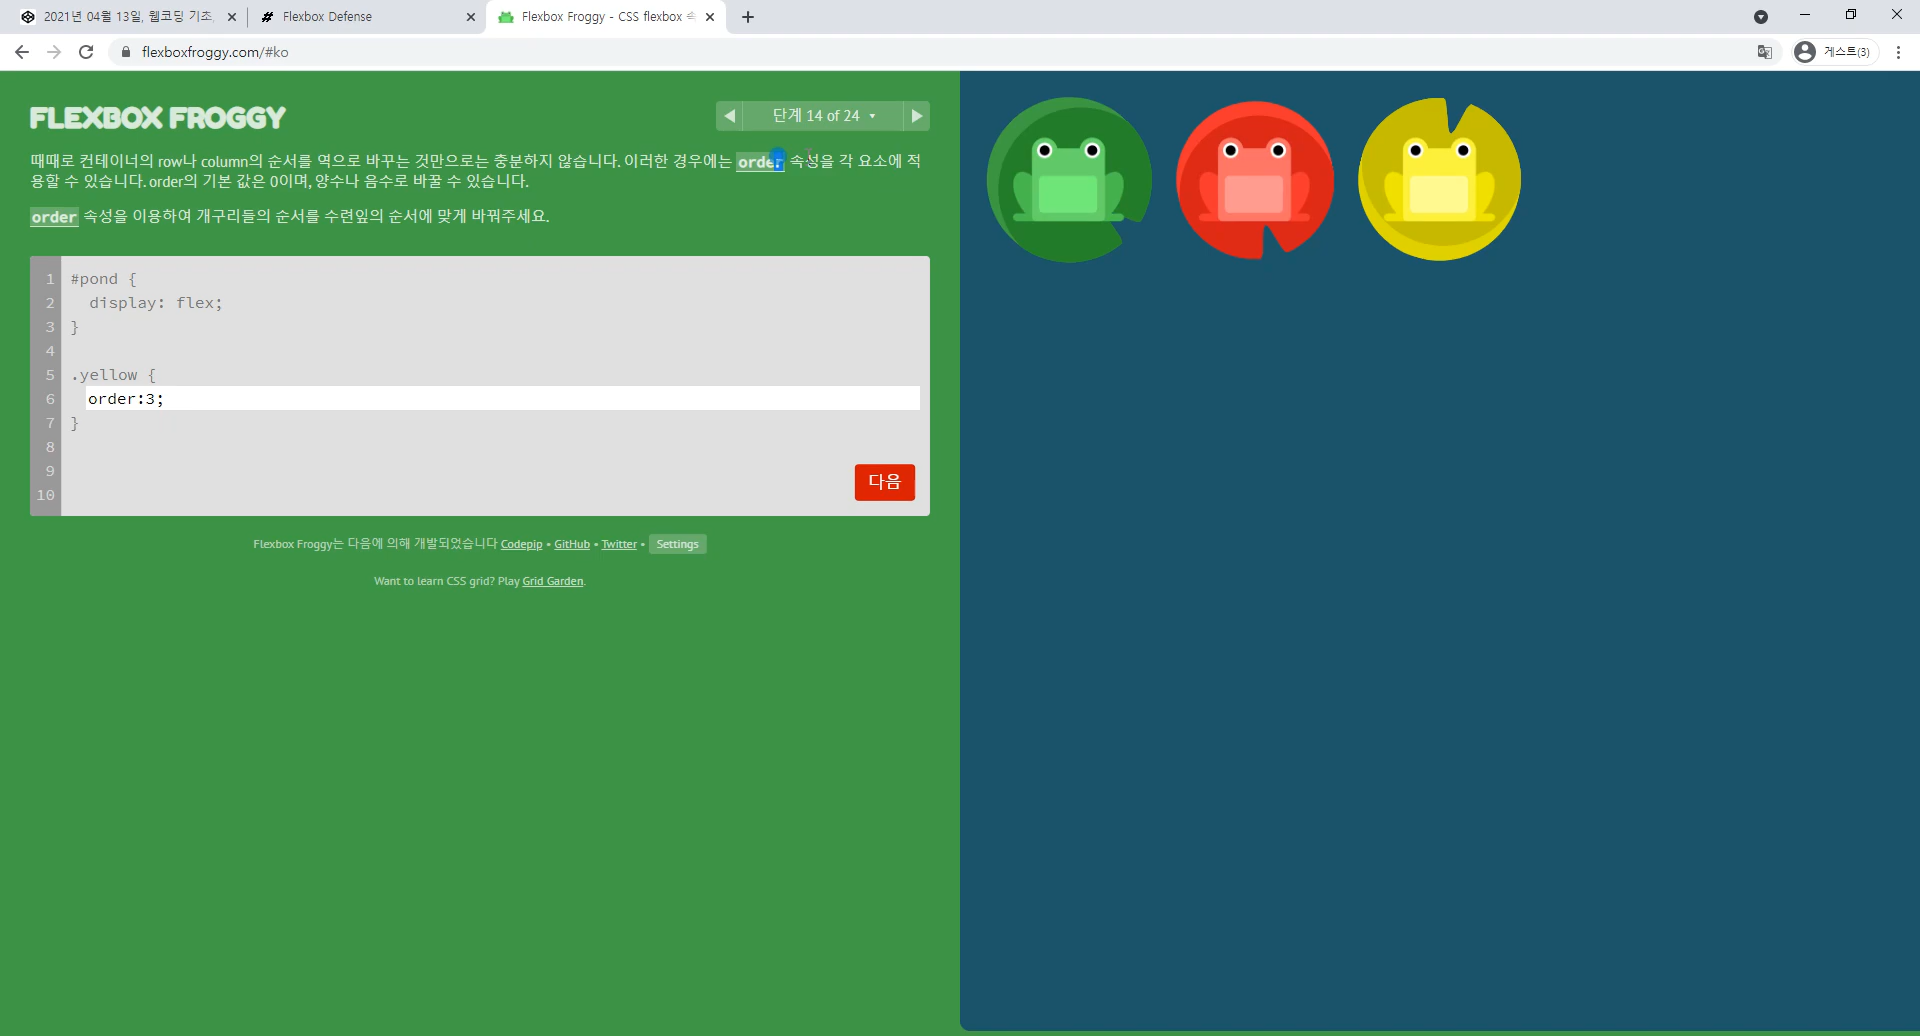 2021년 04월 13일, 웹코딩 기초
Flexbox Defense
Flexbox Froggy - CSS flexbox 속
flexboxfroggy.com/#ko
게스트(3)
FLEXBOX FROGGY
단계 14 of 24
때때로 컨테이너의 row나 column의 순서를 역으로 바꾸는 것만으로는 충분하지 않습니다. 이러한 경우에는 order 속성을 각 요소에 적
용할 수 있습니다. order의 기본 값은 0이며, 양수나 음수로 바꿀 수 있습니다.
order 속성을 이용하여 개구리들의 순서를 수련잎의 순서에 맞게 바꿔주세요.
1 #pond {
2 display: flex;
3 }
4
5 .yellow {
6 order:3;
7 }
8
9
10
다음
Flexbox Froggy는 다음에 의해 개발되었습니다 Codepip • GitHub • Twitter • Settings
Want to learn CSS grid? Play Grid Garden.